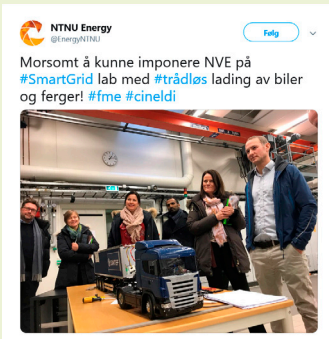 NTNU Energy
@EnergyNTNU
Følg
Morsomt å kunne imponere NVE på
#SmartGrid lab med #trådløs lading av biler
og ferger! #fme #cineldi